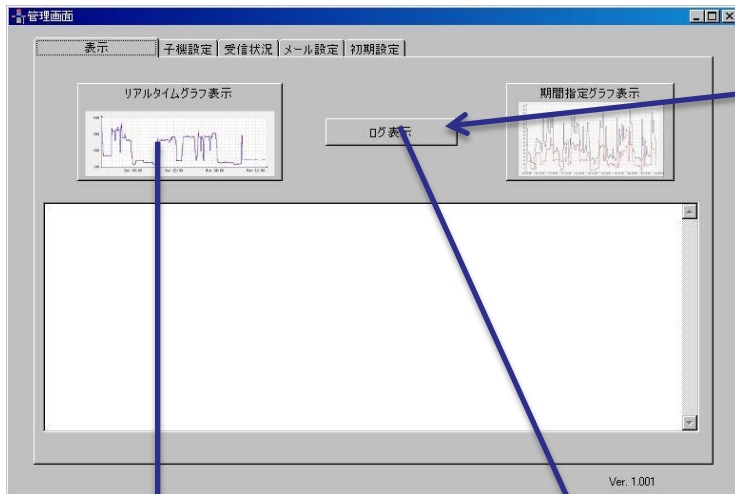 管理画面
表示
子機設定
受信状況
メール設定
初期設定
リアルタイムグラフ表示
ログ表示
期間指定グラフ表示
Ver. 1.001